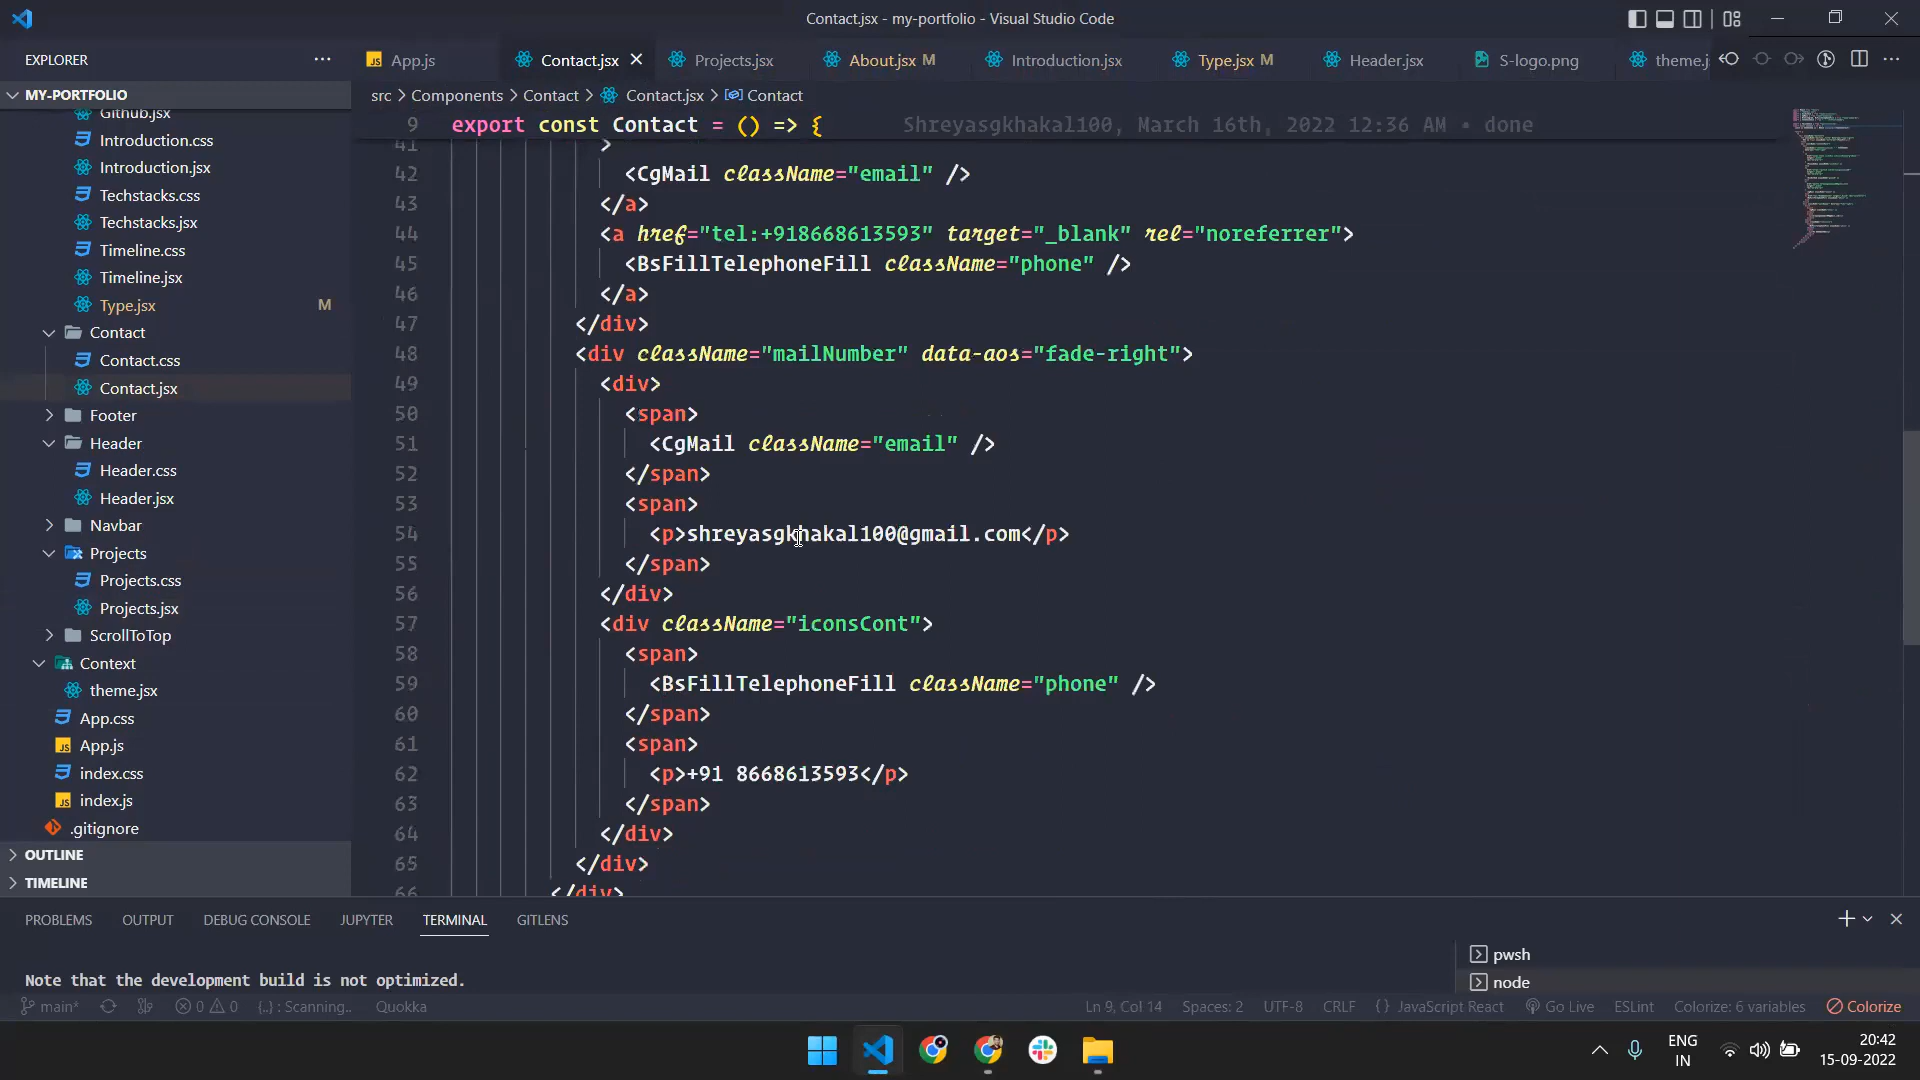 Contact.jsx - my-portfolio - Visual Studio Code
EXPLORER
App.js
Contact.jsx
Projects.jsx
About.jsx M
Introduction.jsx
Type.jsx M
Header.jsx
S-logo.png
theme.j
MY-PORTFOLIO
src > Components > Contact > Contact.jsx > Contact
Github.jsx
Introduction.css
Introduction.jsx
Techstacks.css
Techstacks.jsx
Timeline.css
Timeline.jsx
Type.jsx M
Contact
Contact.css
Contact.jsx
Footer
Header
Header.css
Header.jsx
Navbar
Projects
Projects.css
Projects.jsx
ScrollToTop
Context
theme.jsx
App.css
App.js
index.css
index.js
.gitignore
OUTLINE
TIMELINE
9 export const Contact = () => { Shreyasgkhakal100, March 16th, 2022 12:36 AM • done
41 >
42 <CgMail className="email" />
43 </a>
44 <a href="tel:+918668613593" target="_blank" rel="noreferrer">
45 <BsFillTelephoneFill className="phone" />
46 </a>
47 </div>
48 <div className="mailNumber" data-aos="fade-right">
49 <div>
50 <span>
51 <CgMail className="email" />
52 </span>
53 <span>
54 <p>shreyasgkhakal100@gmail.com</p>
55 </span>
56 </div>
57 <div className="iconsCont">
58 <span>
59 <BsFillTelephoneFill className="phone" />
60 </span>
61 <span>
62 <p>+91 8668613593</p>
63 </span>
64 </div>
65 </div>
66 </div>
PROBLEMS OUTPUT DEBUG CONSOLE JUPYTER TERMINAL GITLENS
Note that the development build is not optimized.
pwsh
node
main* 0 0 {..} : Scanning.. Quokka
Ln 9, Col 14 Spaces: 2 UTF-8 CRLF {} JavaScript React Go Live ESLint Colorize: 6 variables Colorize
ENG
IN
20:42
15-09-2022